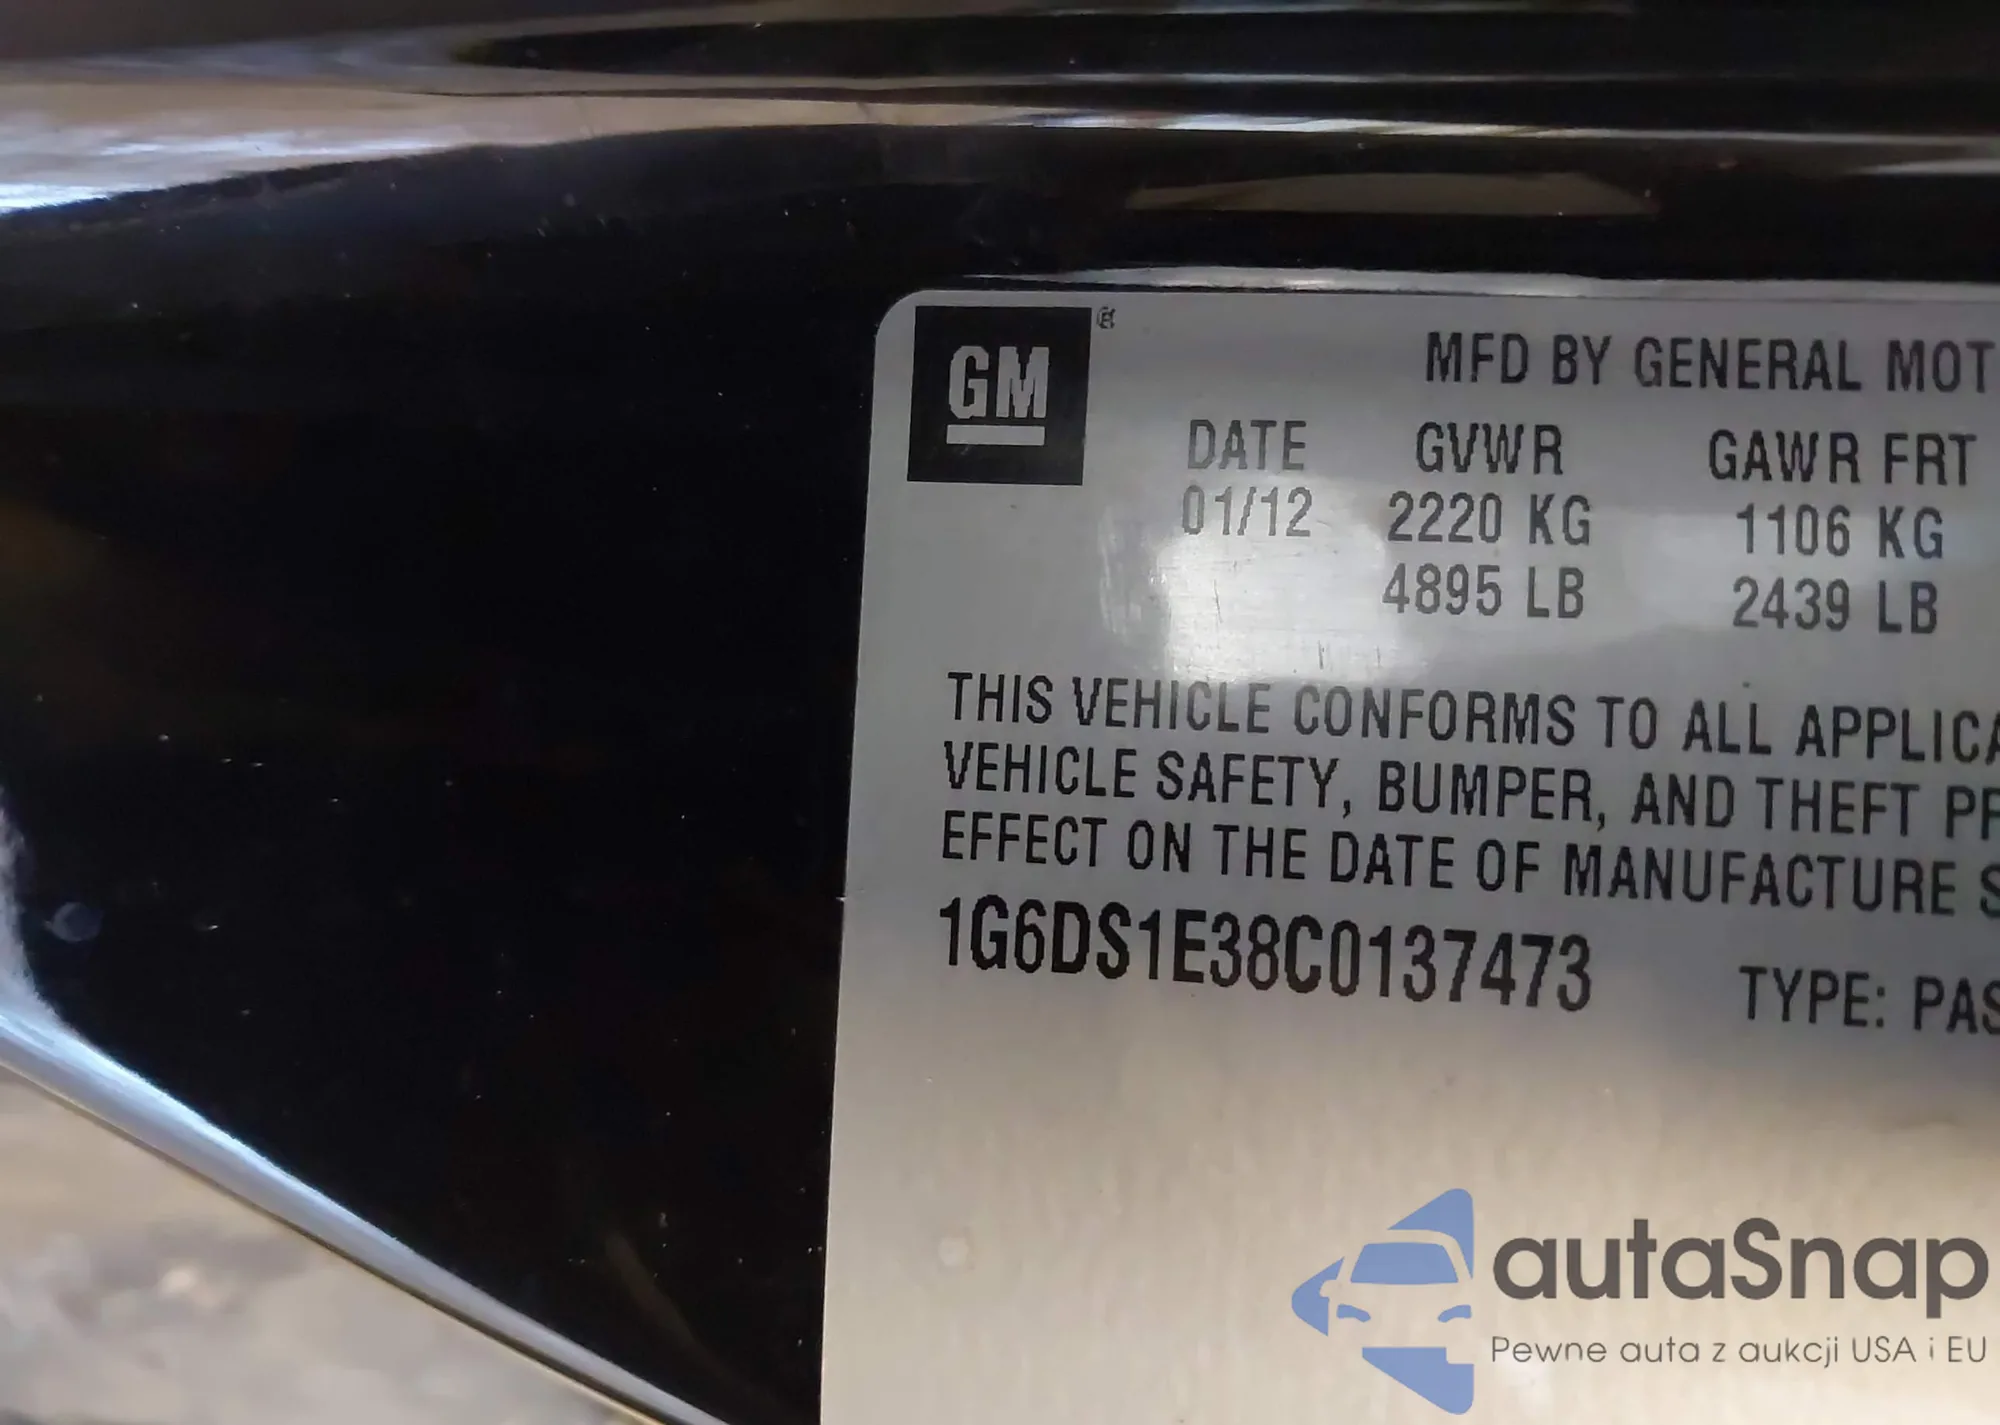 GM ®
MFD BY GENERAL MOT
DATE GVWR GAWR FRT
01/12 2220 KG 1106 KG
4895 LB 2439 LB
THIS VEHICLE CONFORMS TO ALL APPLICA
VEHICLE SAFETY, BUMPER, AND THEFT PR
EFFECT ON THE DATE OF MANUFACTURE S
1G6DS1E38C0137473 TYPE: PAS
autaSnap
Pewne auta z aukcji USA i EU